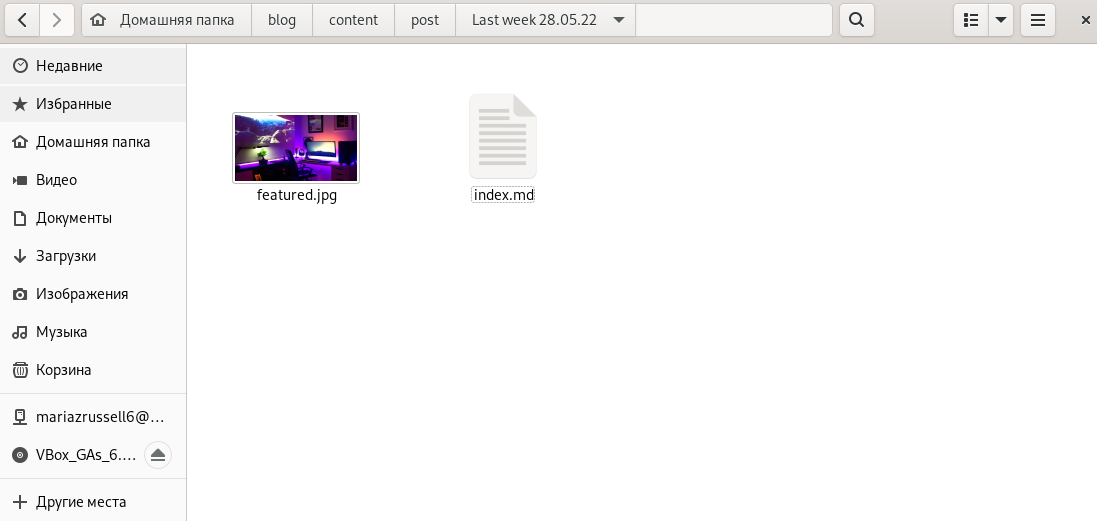 Домашняя папка blog content post Last week 28.05.22
Недавние
Избранные
Домашняя папка
Видео
Документы
Загрузки
Изображения
Музыка
Корзина
mariazrussell6@...
VBox_GAs_6....
Другие места
featured.jpg
index.md